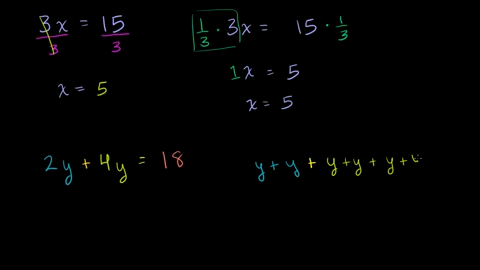 3x/3 = 15/3
x = 5
1/3 · 3x = 15 · 1/3
1x = 5
x = 5
2y + 4y = 18
y + y + y + y + y +